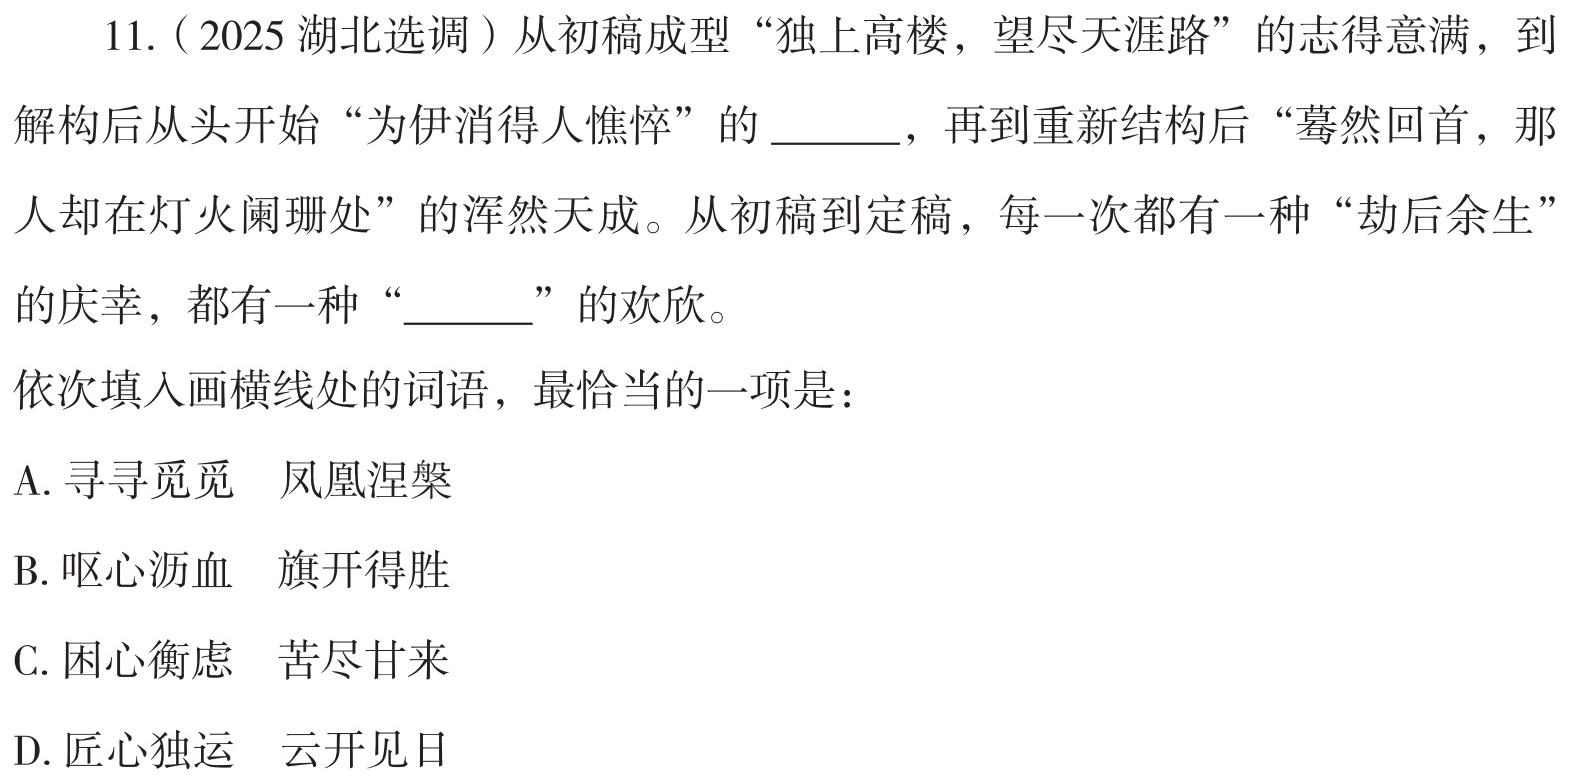 11.（2025 湖北选调）从初稿成型“独上高楼，望尽天涯路”的志得意满，到
解构后从头开始“为伊消得人憔悴”的______，再到重新结构后“蓦然回首，那
人却在灯火阑珊处”的浑然天成。从初稿到定稿，每一次都有一种“劫后余生”
的庆幸，都有一种“______”的欢欣。
依次填入画横线处的词语，最恰当的一项是：
A. 寻寻觅觅　凤凰涅槃
B. 呕心沥血　旗开得胜
C. 困心衡虑　苦尽甘来
D. 匠心独运　云开见日